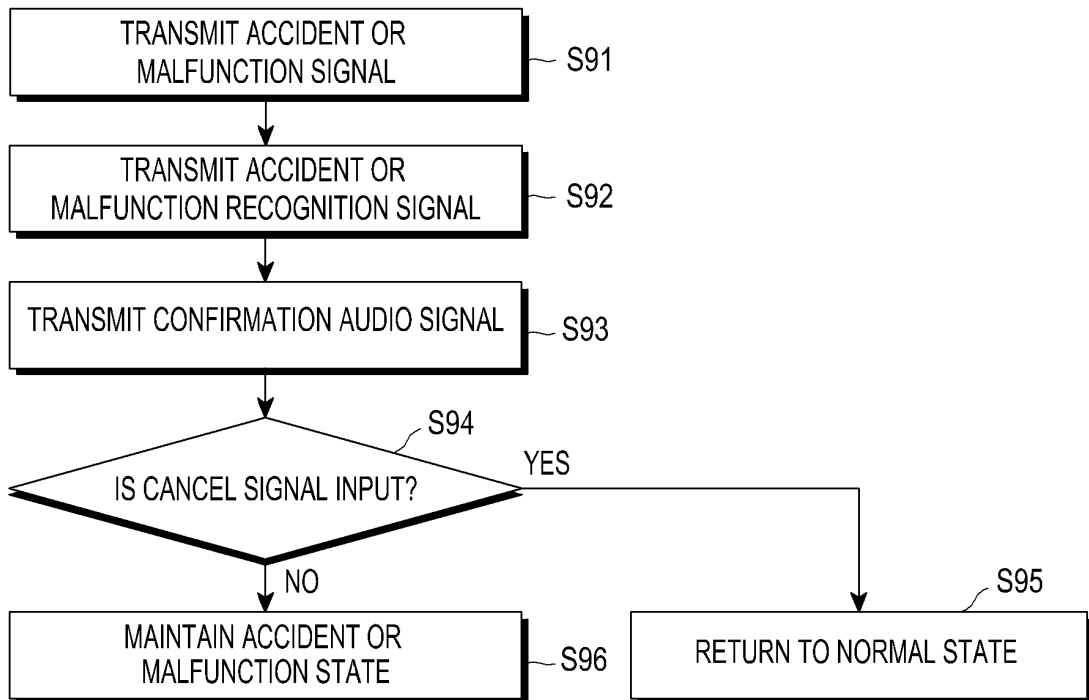 TRANSMIT ACCIDENT OR
MALFUNCTION SIGNAL
S91
TRANSMIT ACCIDENT OR
MALFUNCTION RECOGNITION SIGNAL
S92
TRANSMIT CONFIRMATION AUDIO SIGNAL
S93
S94
IS CANCEL SIGNAL INPUT?
YES
NO
S95
MAINTAIN ACCIDENT OR
MALFUNCTION STATE
S96
RETURN TO NORMAL STATE